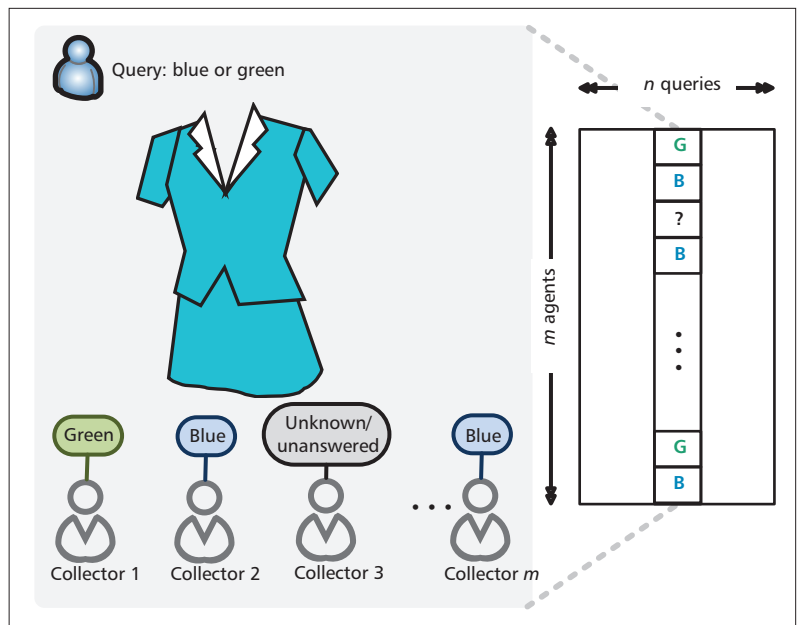 Query: blue or green
n queries
G
B
?
B
m agents
G
B
Green
Blue
Unknown/
unanswered
Blue
Collector 1
Collector 2
Collector 3
Collector m